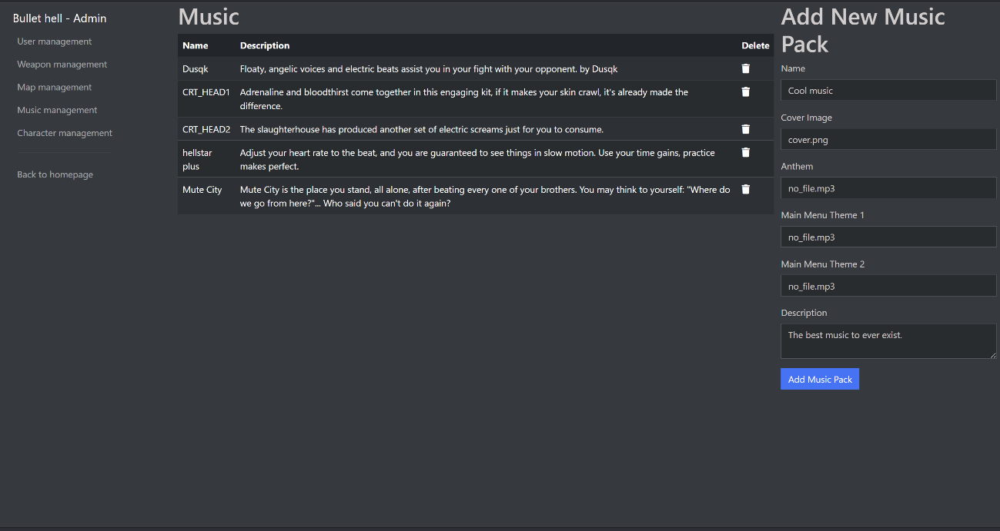 Bullet hell - Admin
User management
Weapon management
Map management
Music management
Character management
Back to homepage
Music
Name Description Delete
Dusqk Floaty, angelic voices and electric beats assist you in your fight with your opponent. by Dusqk
CRT_HEAD1 Adrenaline and bloodthirst come together in this engaging kit, if it makes your skin crawl, it's already made the
difference.
CRT_HEAD2 The slaughterhouse has produced another set of electric screams just for you to consume.
hellstar Adjust your heart rate to the beat, and you are guaranteed to see things in slow motion. Use your time gains, practice
plus makes perfect.
Mute City Mute City is the place you stand, all alone, after beating every one of your brothers. You may think to yourself: "Where do
we go from here?"... Who said you can't do it again?
Add New Music
Pack
Name
Cool music
Cover Image
cover.png
Anthem
no_file.mp3
Main Menu Theme 1
no_file.mp3
Main Menu Theme 2
no_file.mp3
Description
The best music to ever exist.
Add Music Pack